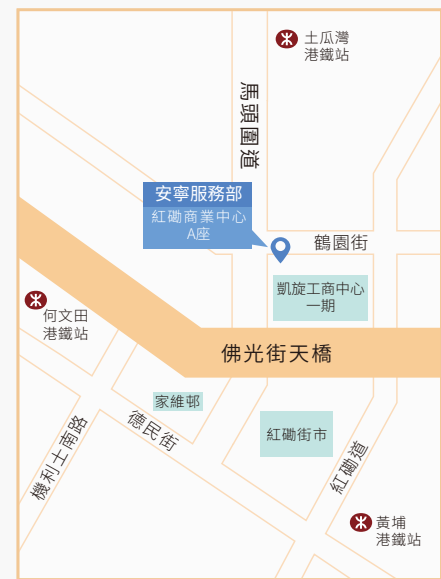 土瓜灣
港鐵站
馬頭圍道
安寧服務部
紅磡商業中心
A座
鶴園街
凱旋工商中心
一期
何文田
港鐵站
佛光街天橋
家維邨
德民街
紅磡街市
機利士南路
紅磡道
黃埔
港鐵站